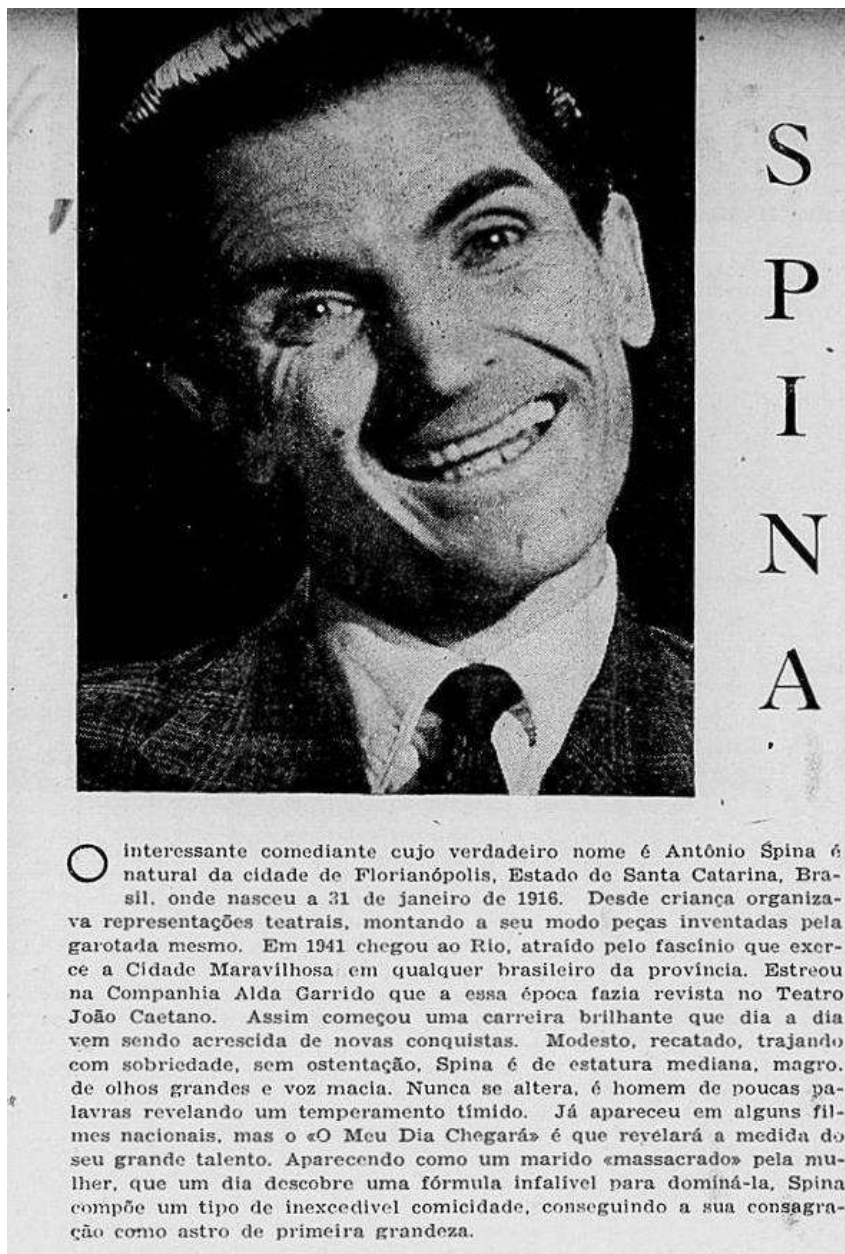 SPINA
O interessante comediante cujo verdadeiro nome é Antônio Spina é
natural da cidade de Florianópolis, Estado de Santa Catarina, Bra-
sil, onde nasceu a 31 de janeiro de 1916. Desde criança organiza-
va representações teatrais, montando a seu modo peças inventadas pela
garotada mesmo. Em 1941 chegou ao Rio, atraído pelo fascínio que exer-
ce a Cidade Maravilhosa em qualquer brasileiro da província. Estreou
na Companhia Alda Garrido que a essa época fazia revista no Teatro
João Caetano. Assim começou uma carreira brilhante que dia a dia
vem sendo acrescida de novas conquistas. Modesto, recatado, trajando
com sobriedade, sem ostentação, Spina é de estatura mediana, magro,
de olhos grandes e voz macia. Nunca se altera, é homem de poucas pa-
lavras revelando um temperamento tímido. Já apareceu em alguns fil-
mes nacionais, mas o «O Meu Dia Chegará» é que revelará a medida do
seu grande talento. Aparecendo como um marido «massacrado» pela mu-
lher, que um dia descobre uma fórmula infalível para dominá-la, Spina
compõe um tipo de inexcedivel comicidade, conseguindo a sua consagra-
ção como astro de primeira grandeza.